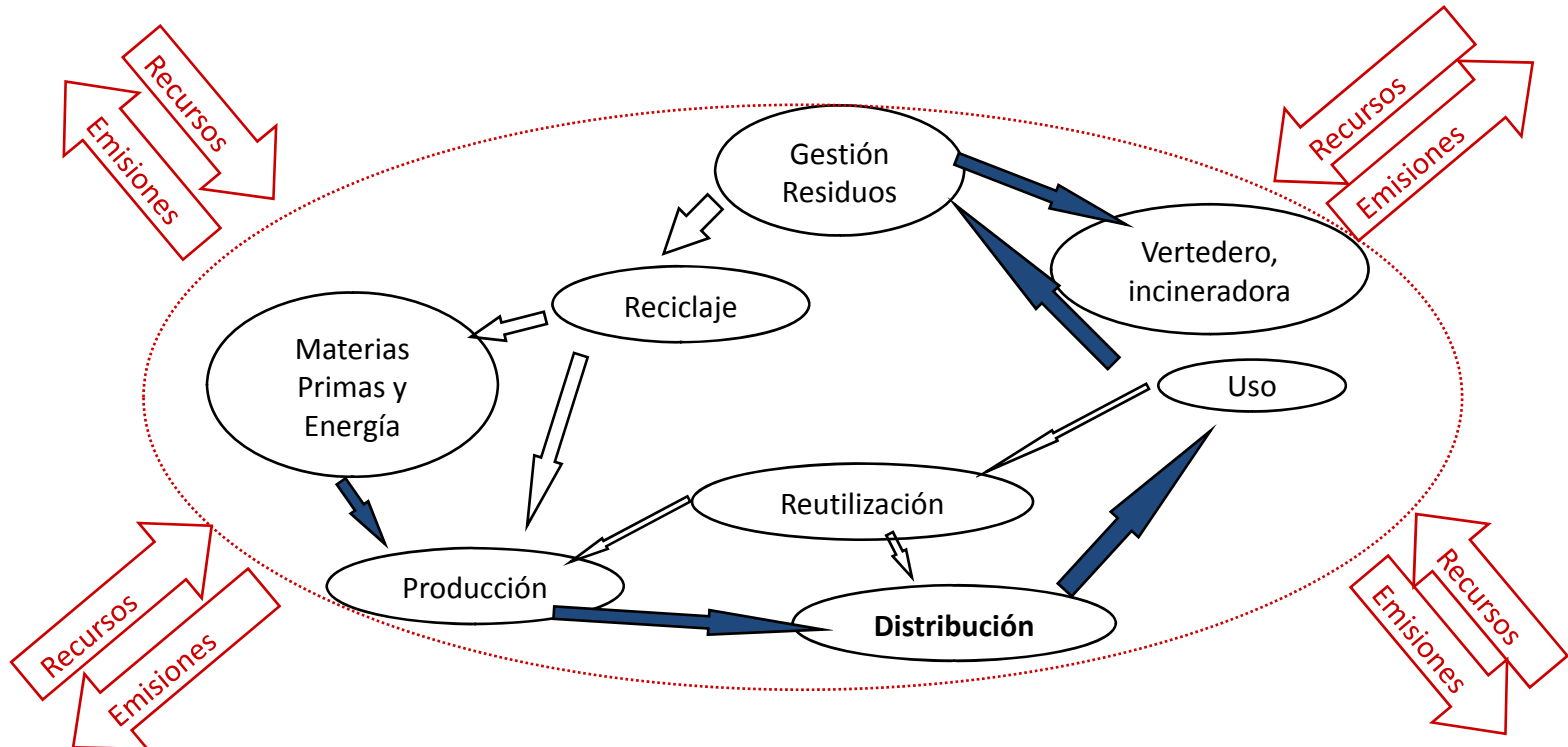 Recursos
Emisiones
Recursos
Emisiones
Gestión
Residuos
Vertedero,
incineradora
Reciclaje
Materias
Primas y
Energía
Uso
Reutilización
Producción
Distribución
Recursos
Emisiones
Recursos
Emisiones